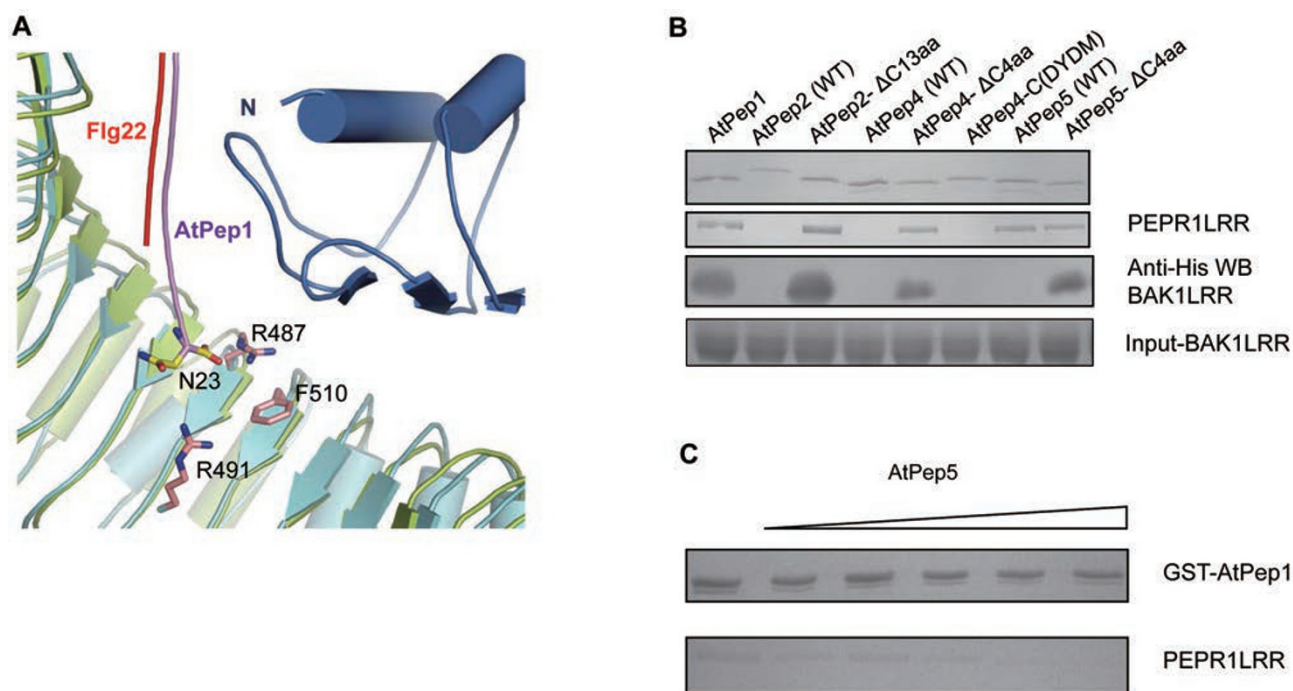 A
N
Flg22
AtPep1
R487
N23
F510
R491
B
AtPep1
AtPep2 (WT)
AtPep2- ΔC13aa
AtPep4 (WT)
AtPep4- ΔC4aa
AtPep4-C(DYDM)
AtPep5 (WT)
AtPep5- ΔC4aa
PEPR1LRR
Anti-His WB
BAK1LRR
Input-BAK1LRR
C
AtPep5
GST-AtPep1
PEPR1LRR